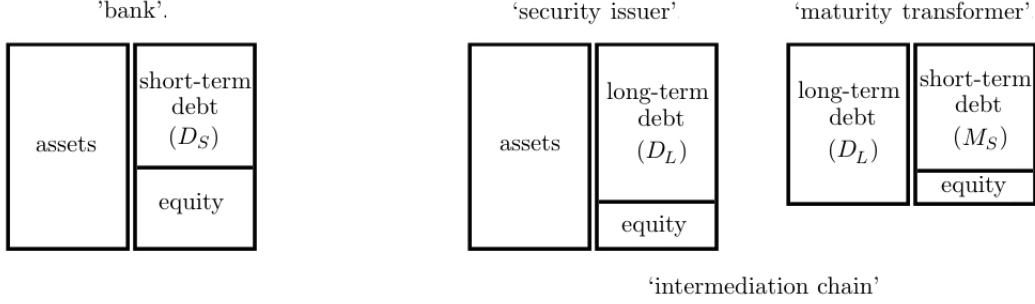 'bank'.
assets
short-term
debt
(D_S)
equity
‘security issuer’.
assets
long-term
debt
(D_L)
equity
‘maturity transformer’.
long-term
debt
(D_L)
short-term
debt
(M_S)
equity
‘intermediation chain’